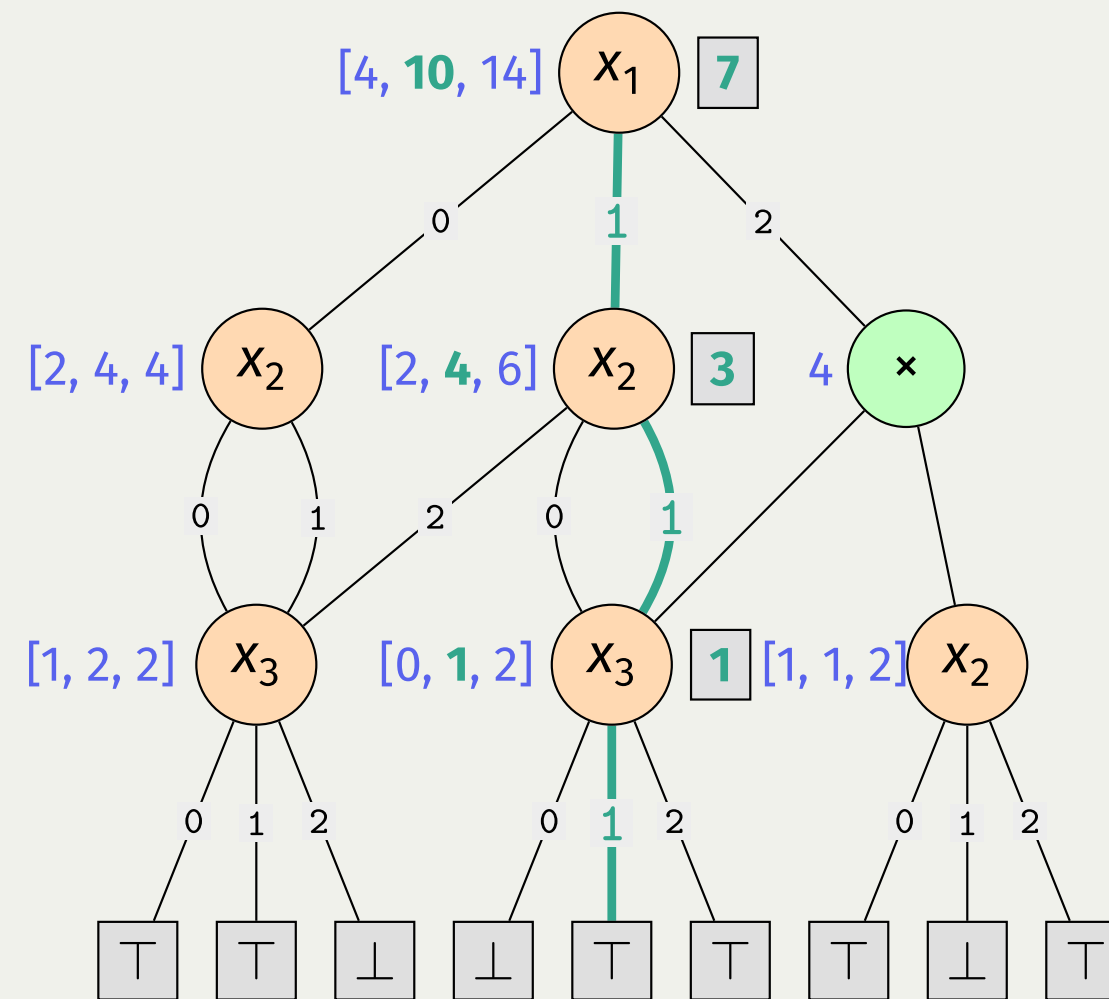 [4, 10, 14] x₁ 7
0 1 2
[2, 4, 4] x₂ [2, 4, 6] x₂ 3 4 ×
0 1 2 0 1
[1, 2, 2] x₃ [0, 1, 2] x₃ 1 [1, 1, 2] x₂
0 1 2 0 1 2 0 1 2
⊤ ⊤ ⊥ ⊥ ⊤ ⊤ ⊤ ⊥ ⊤